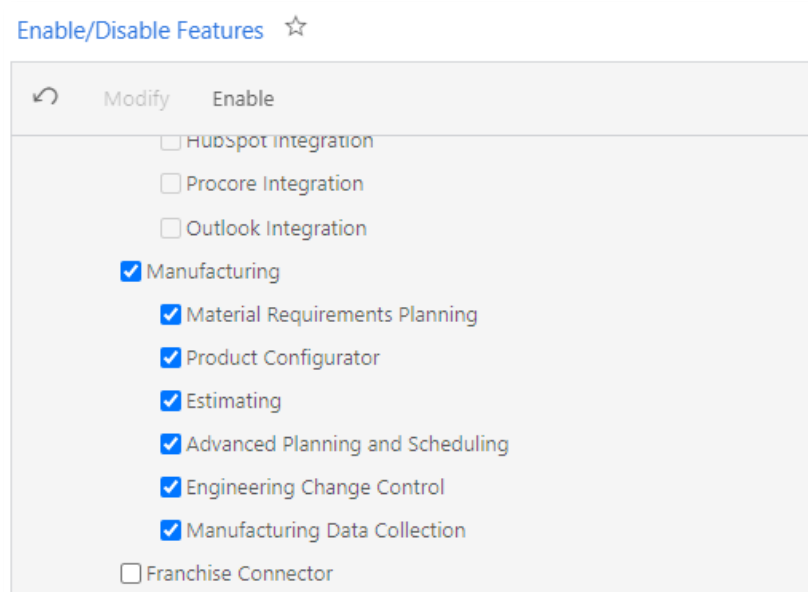 Enable/Disable Features
Modify Enable
HubSpot Integration
Procore Integration
Outlook Integration
Manufacturing
Material Requirements Planning
Product Configurator
Estimating
Advanced Planning and Scheduling
Engineering Change Control
Manufacturing Data Collection
Franchise Connector